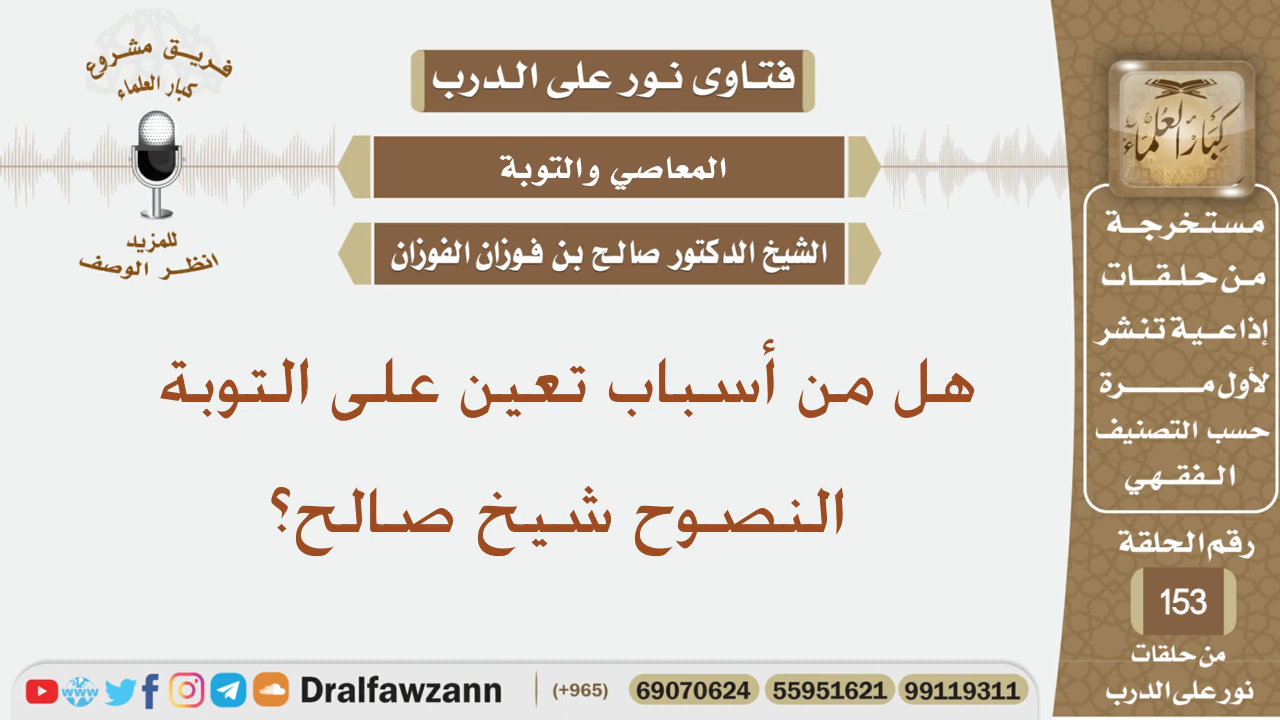 فريق مشروع
كبار العلماء
للمزيد
انظر الوصف
فتاوى نور على الدرب
المعاصي والتوبة
الشيخ الدكتور صالح بن فوزان الفوزان
هل من أسباب تعين على التوبة
النصوح شيخ صالح؟
كبار العلماء
مستخرجة
من حلقات
إذاعية تنشر
لأول مرة
حسب التصنيف
الفقهي
رقم الحلقة
153
من حلقات
نور على الدرب
www
Dralfawzann
(+965)
69070624
55951621
99119311